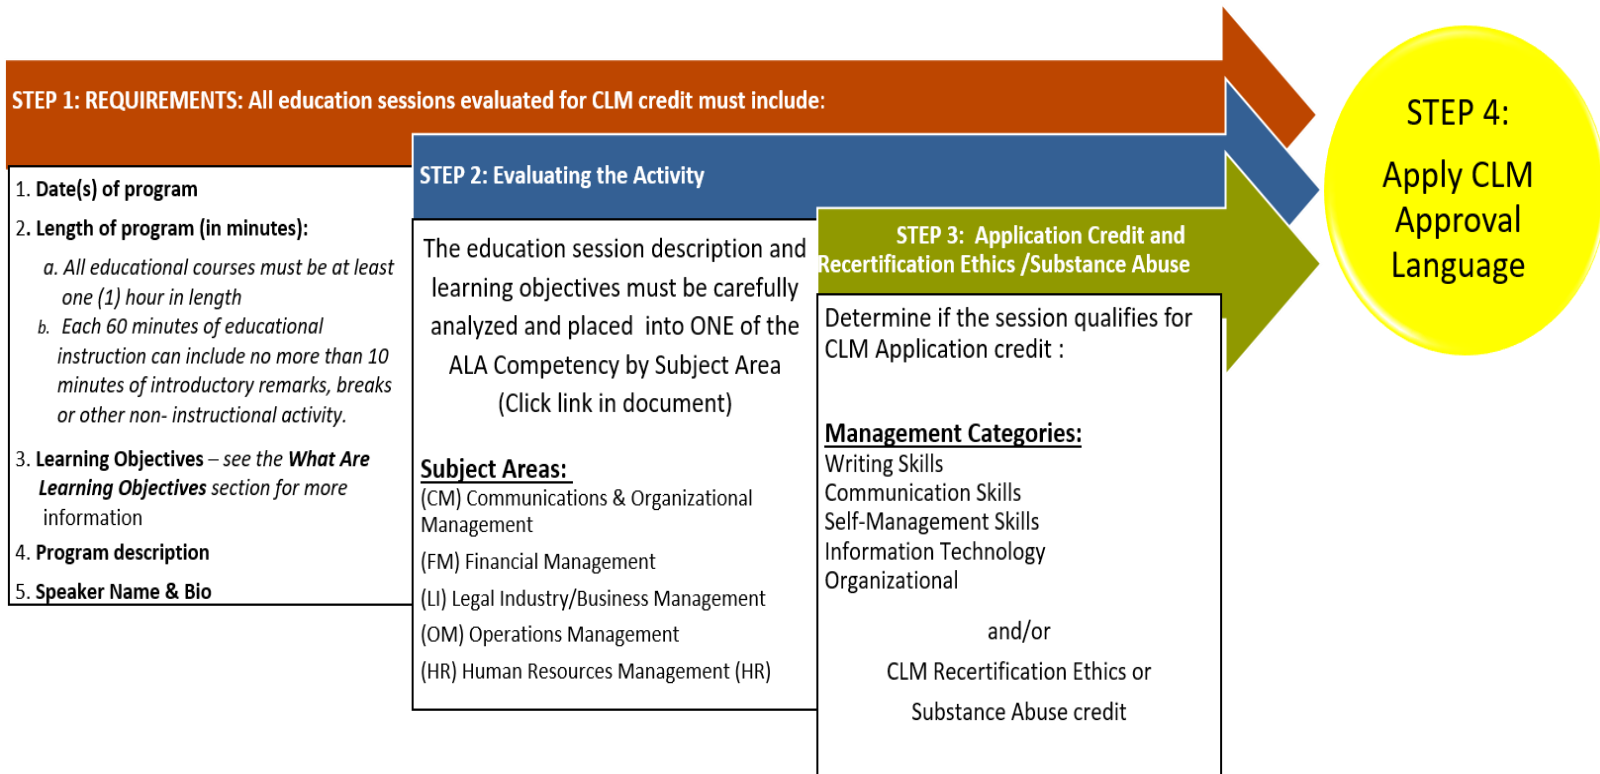 STEP 1: REQUIREMENTS: All education sessions evaluated for CLM credit must include:
1. Date(s) of program
2. Length of program (in minutes):
a. All educational courses must be at least
one (1) hour in length
b. Each 60 minutes of educational
instruction can include no more than 10
minutes of introductory remarks, breaks
or other non- instructional activity.
3. Learning Objectives – see the What Are
Learning Objectives section for more
information
4. Program description
5. Speaker Name & Bio
STEP 2: Evaluating the Activity
The education session description and
learning objectives must be carefully
analyzed and placed into ONE of the
ALA Competency by Subject Area
(Click link in document)
Subject Areas:
(CM) Communications & Organizational
Management
(FM) Financial Management
(LI) Legal Industry/Business Management
(OM) Operations Management
(HR) Human Resources Management (HR)
STEP 3: Application Credit and
Recertification Ethics /Substance Abuse
Determine if the session qualifies for
CLM Application credit :
Management Categories:
Writing Skills
Communication Skills
Self-Management Skills
Information Technology
Organizational
and/or
CLM Recertification Ethics or
Substance Abuse credit
STEP 4:
Apply CLM
Approval
Language